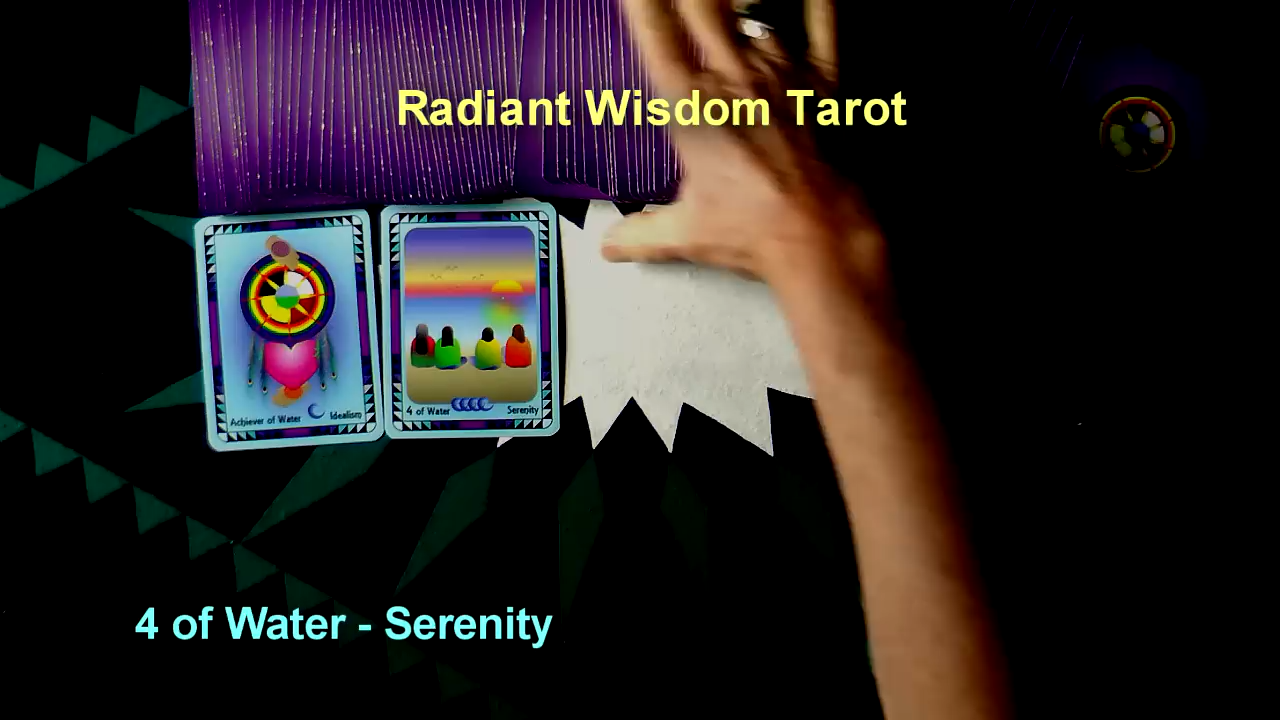 Radiant Wisdom Tarot
Achiever of Water Idealism
4 of Water Serenity
4 of Water - Serenity